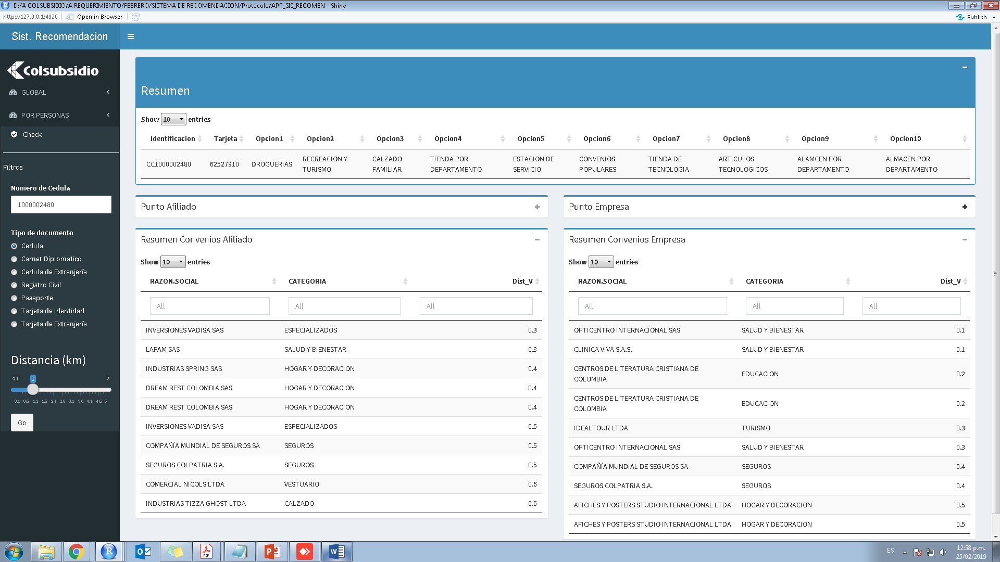 D:/A COLSUBSIDIO/A REQUERIMIENTO/FEBRERO/SISTEMA DE RECOMENDACION/Protocolo/APP_SIS_RECOMEN - Shiny
http://127.0.0.1:4920 Open in Browser Publish
Sist. Recomendacion
Colsubsidio
GLOBAL
POR PERSONAS
Check
Filtros
Numero de Cedula
1000002480
Tipo de documento
Cedula
Carnet Diplomatico
Cedula de Extranjería
Registro Civil
Pasaporte
Tarjeta de Identidad
Tarjeta de Extranjería
Distancia (km)
0.1 1 5
0.1 0.6 1.1 1.6 2.1 2.6 3.1 3.6 4.1 4.6 5
Go
Resumen
Show 10 entries
Identificacion Tarjeta Opcion1 Opcion2 Opcion3 Opcion4 Opcion5 Opcion6 Opcion7 Opcion8 Opcion9 Opcion10
CC1000002480 62527910 DROGUERIAS RECREACION Y TURISMO CALZADO FAMILIAR TIENDA POR DEPARTAMENTO ESTACION DE SERVICIO CONVENIOS POPULARES TIENDA DE TECNOLOGIA ARTICULOS TECNOLOGICOS ALAMCEN POR DEPARTAMENTO ALMACEN POR DEPARTAMENTO
Punto Afiliado
Punto Empresa
Resumen Convenios Afiliado
Show 10 entries
RAZON.SOCIAL CATEGORIA Dist_V
All All All
INVERSIONES VADISA SAS ESPECIALIZADOS 0.3
LAFAM SAS SALUD Y BIENESTAR 0.3
INDUSTRIAS SPRING SAS HOGAR Y DECORACION 0.4
DREAM REST COLOMBIA SAS HOGAR Y DECORACION 0.4
DREAM REST COLOMBIA SAS HOGAR Y DECORACION 0.4
INVERSIONES VADISA SAS ESPECIALIZADOS 0.5
COMPAÑÍA MUNDIAL DE SEGUROS SA SEGUROS 0.5
SEGUROS COLPATRIA S.A. SEGUROS 0.5
COMERCIAL NICOLS LTDA VESTUARIO 0.6
INDUSTRIAS TIZZA GHOST LTDA CALZADO 0.6
Resumen Convenios Empresa
Show 10 entries
RAZON.SOCIAL CATEGORIA Dist_V
All All All
OPTICENTRO INTERNACIONAL SAS SALUD Y BIENESTAR 0.1
CLINICA VIVA S.A.S. SALUD Y BIENESTAR 0.1
CENTROS DE LITERATURA CRISTIANA DE COLOMBIA EDUCACION 0.2
CENTROS DE LITERATURA CRISTIANA DE COLOMBIA EDUCACION 0.2
IDEALTOUR LTDA TURISMO 0.3
OPTICENTRO INTERNACIONAL SAS SALUD Y BIENESTAR 0.3
COMPAÑÍA MUNDIAL DE SEGUROS SA SEGUROS 0.4
SEGUROS COLPATRIA S.A. SEGUROS 0.4
AFICHES Y POSTERS STUDIO INTERNACIONAL LTDA HOGAR Y DECORACION 0.5
AFICHES Y POSTERS STUDIO INTERNACIONAL LTDA HOGAR Y DECORACION 0.5
ES
12:58 p.m.
25/02/2019